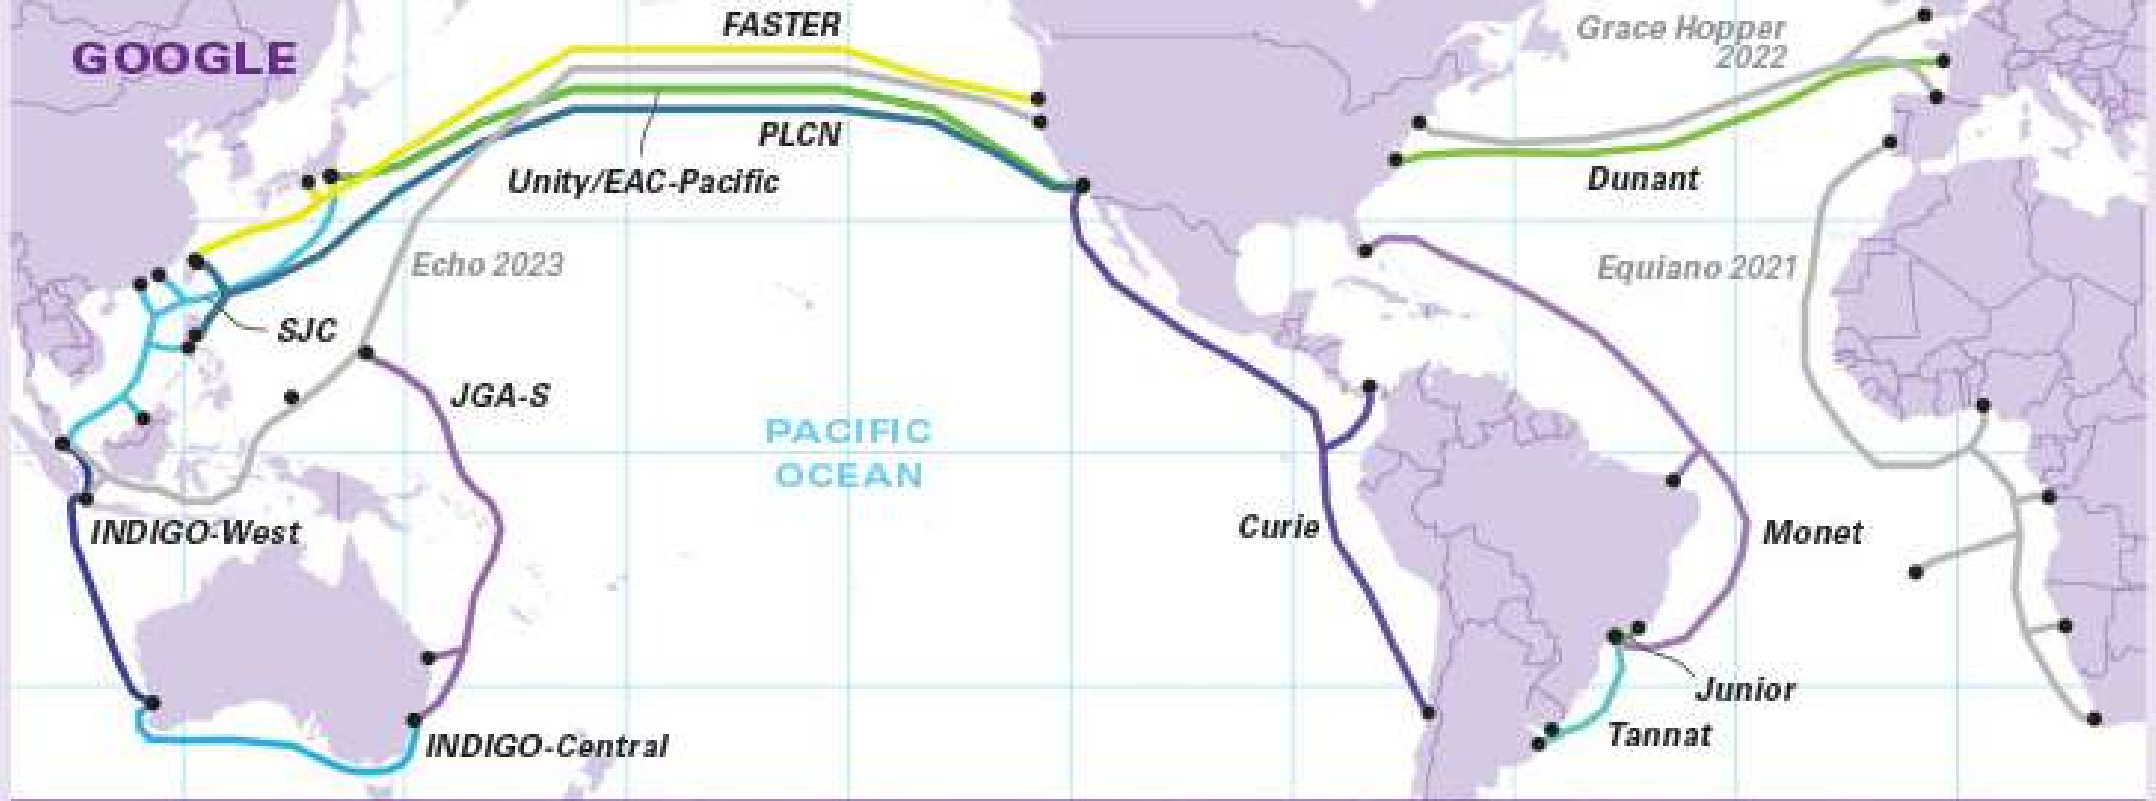 GOOGLE
FASTER
Grace Hopper
2022
PLCN
Unity/EAC-Pacific
Dunant
Echo 2023
Equiano 2021
SJC
JGA-S
PACIFIC
OCEAN
INDIGO-West
Curie
Monet
Junior
Tannat
INDIGO-Central